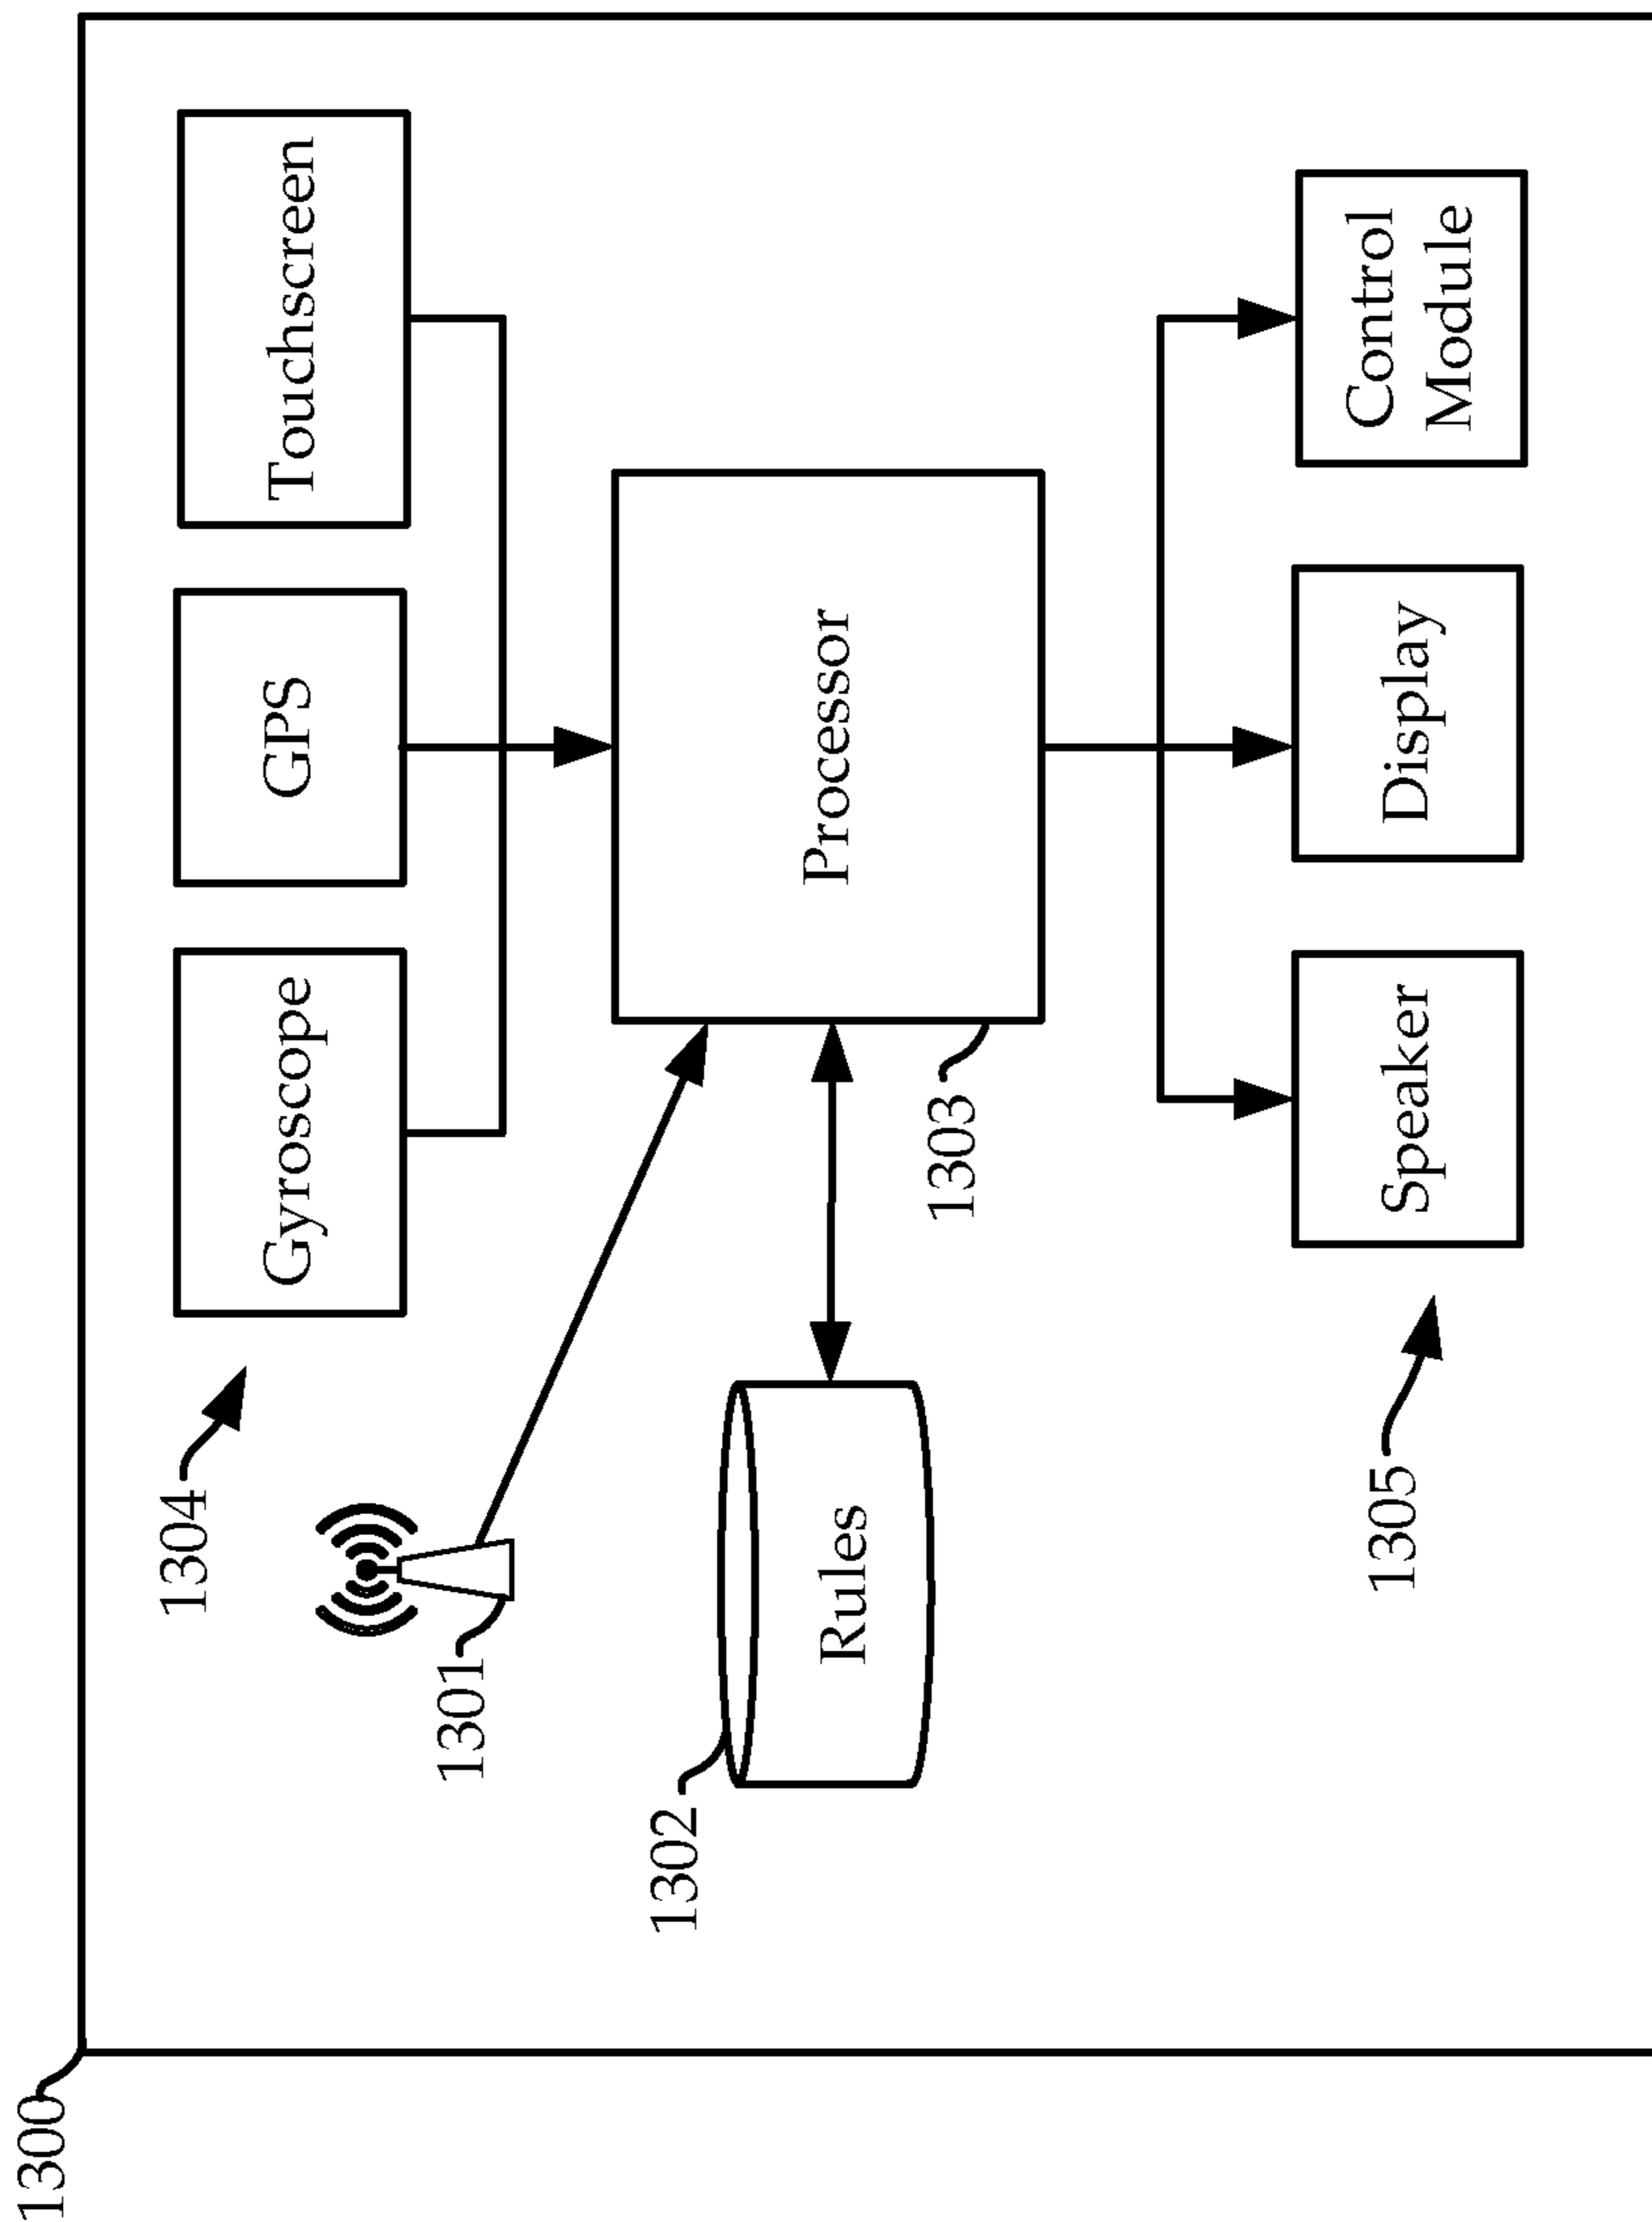 1300
1304
Gyroscope
GPS
Touchscreen
1301
1302
Rules
Processor
1303
1305
Speaker
Display
Control
Module